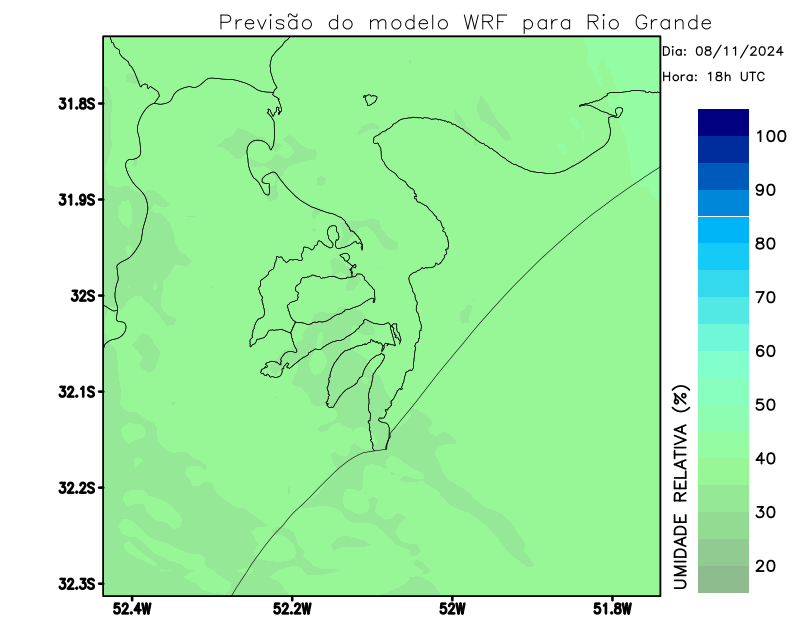 Previsão do modelo WRF para Rio Grande
Dia: 08/11/2024
Hora: 18h UTC
31.8S
31.9S
32S
32.1S
32.2S
32.3S
52.4W
52.2W
52W
51.8W
UMIDADE RELATIVA (%)
100
90
80
70
60
50
40
30
20